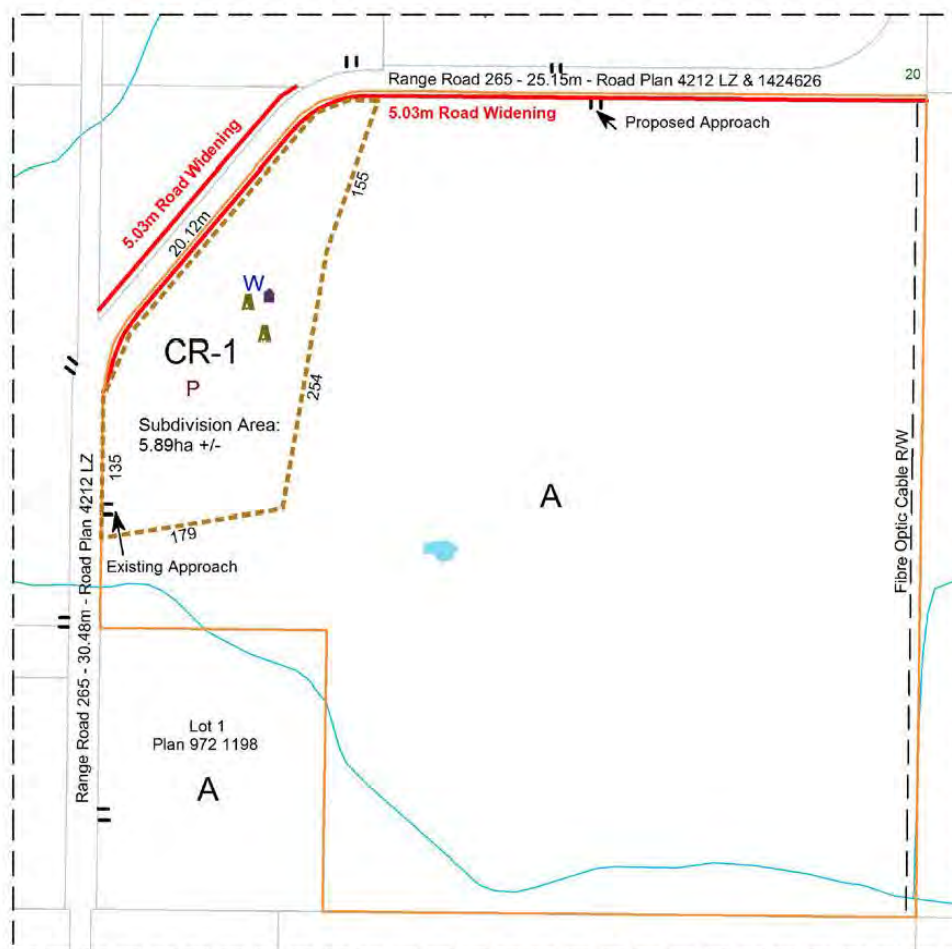 Range Road 265 - 25.15m - Road Plan 4212 LZ & 1424626
20
5.03m Road Widening
Proposed Approach
5.03m Road Widening
20.12m
155
W
CR-1
P
254
Subdivision Area:
5.89ha +/-
135
179
Existing Approach
A
Fibre Optic Cable R/W
Range Road 265 - 30.48m - Road Plan 4212 LZ
Lot 1
Plan 972 1198
A